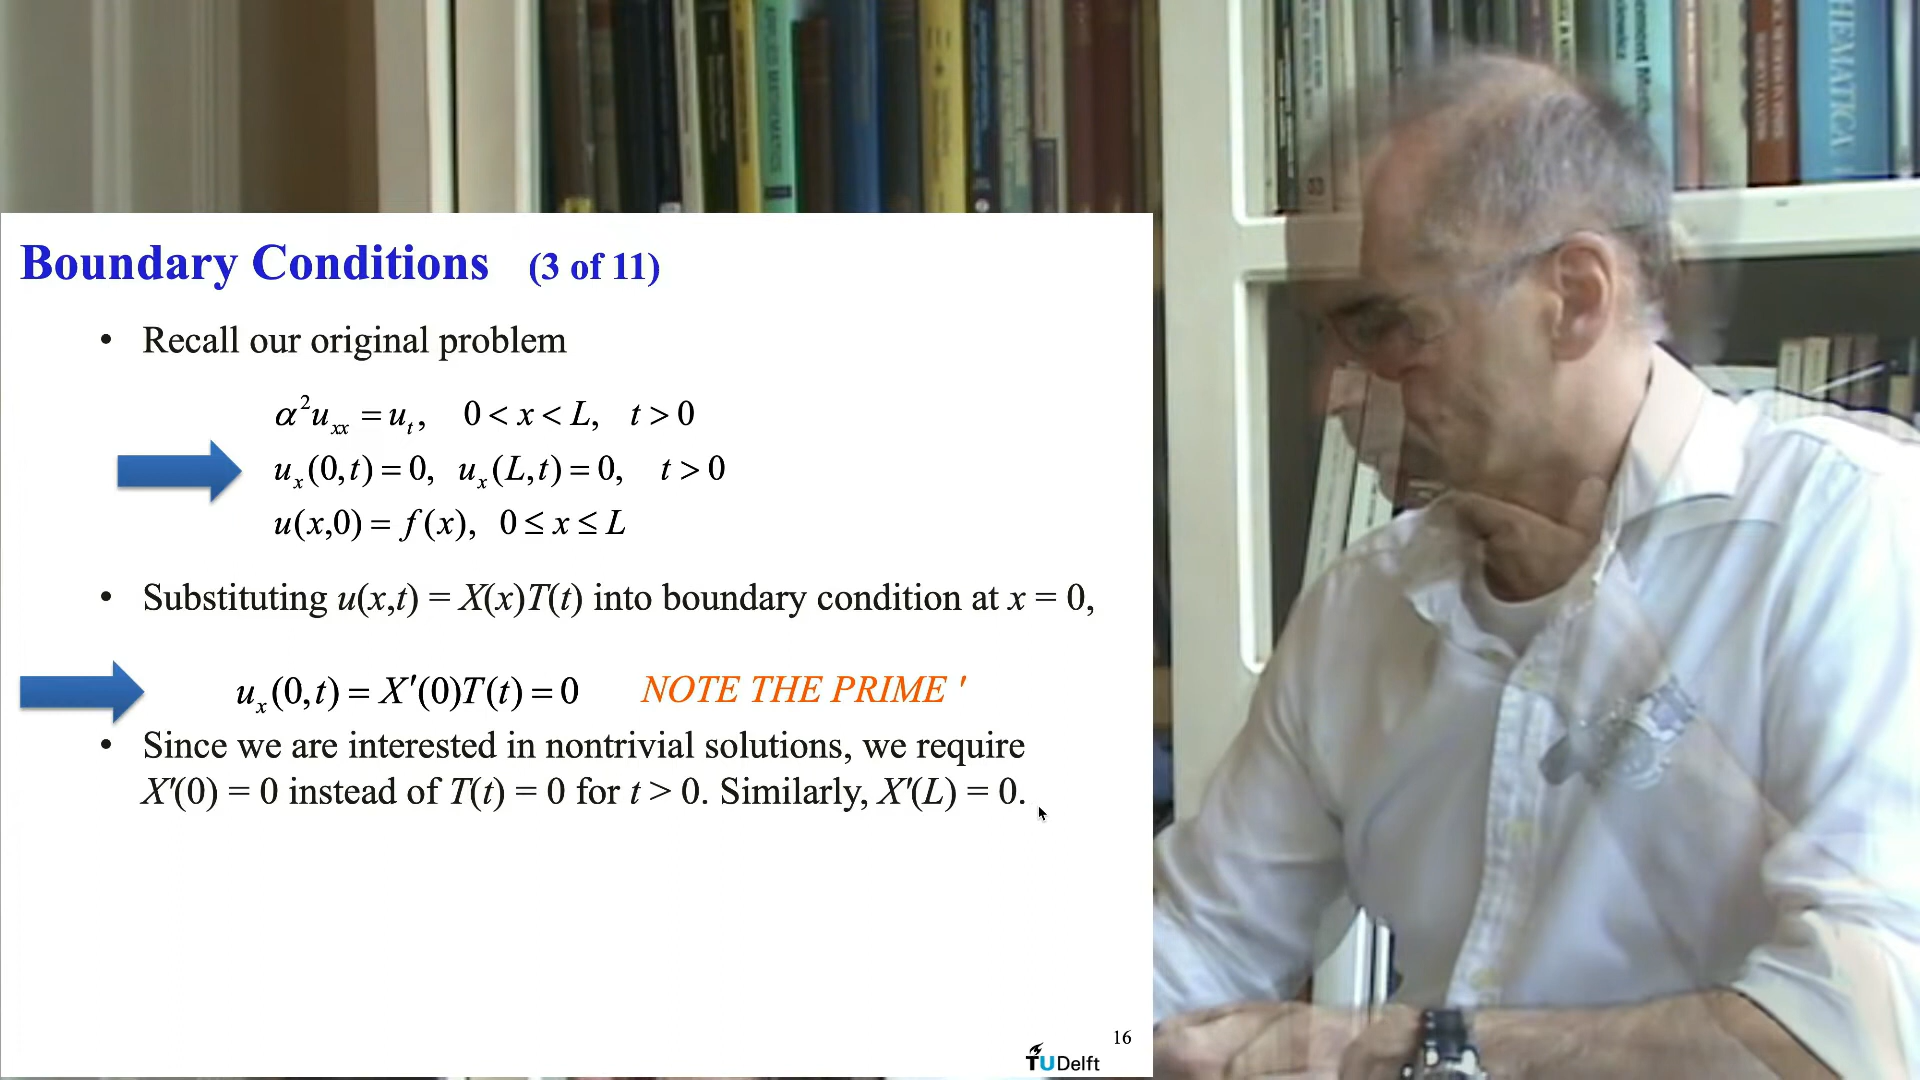 HEMATICA
Boundary Conditions (3 of 11)
• Recall our original problem
α²uₓₓ = uₜ, 0 < x < L, t > 0
uₓ(0,t) = 0, uₓ(L,t) = 0, t > 0
u(x,0) = f(x), 0 ≤ x ≤ L
• Substituting u(x,t) = X(x)T(t) into boundary condition at x = 0,
uₓ(0,t) = X′(0)T(t) = 0 NOTE THE PRIME '
• Since we are interested in nontrivial solutions, we require
X'(0) = 0 instead of T(t) = 0 for t > 0. Similarly, X'(L) = 0.
16
TUDelft